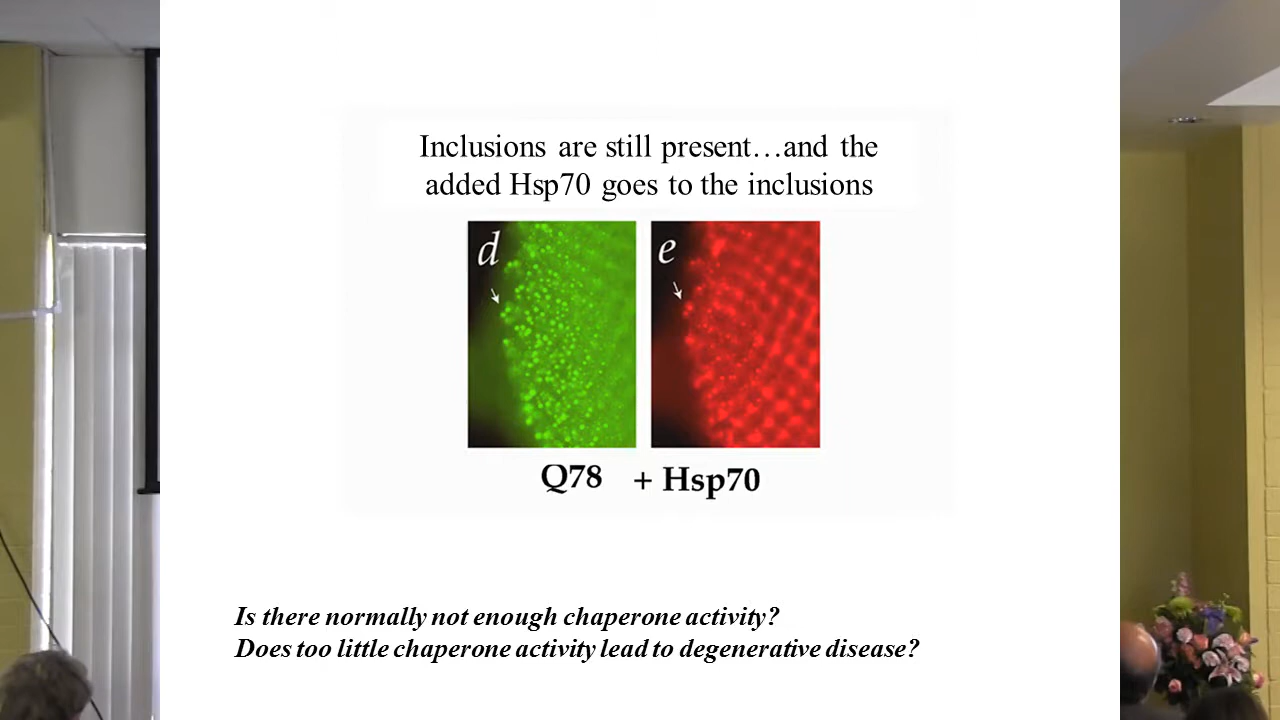 Inclusions are still present…and the
added Hsp70 goes to the inclusions
d e
Q78 + Hsp70
Is there normally not enough chaperone activity?
Does too little chaperone activity lead to degenerative disease?